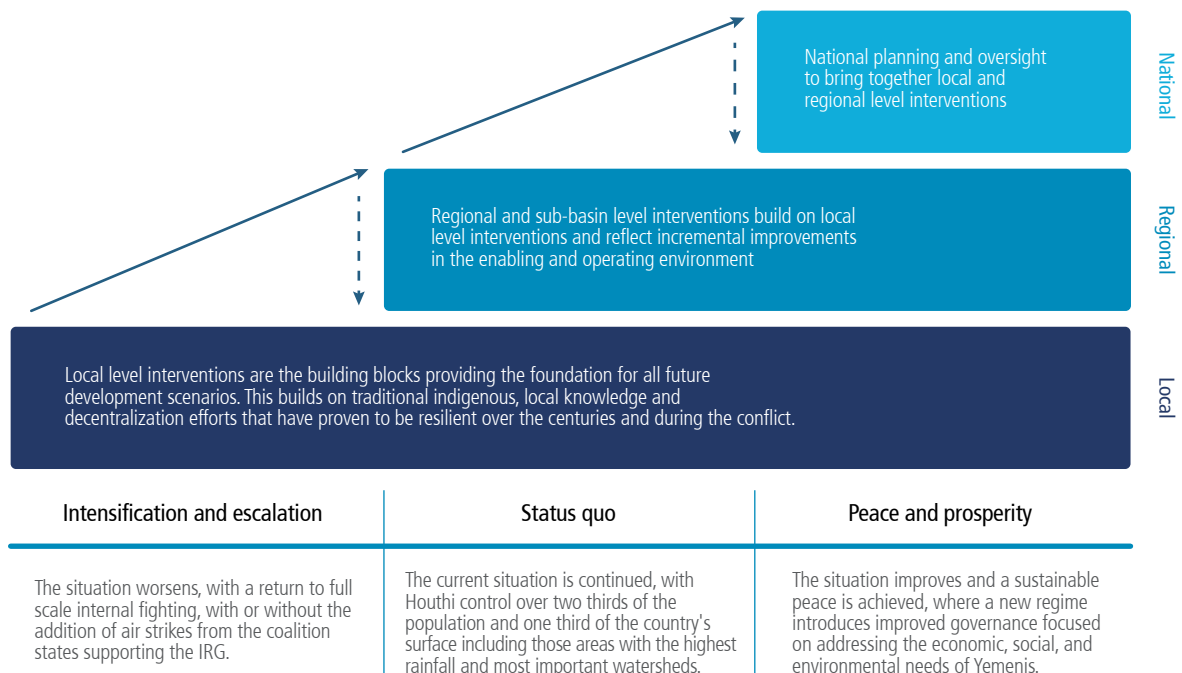 National planning and oversight
to bring together local and
regional level interventions
National
Regional and sub-basin level interventions build on local
level interventions and reflect incremental improvements
in the enabling and operating environment
Regional
Local level interventions are the building blocks providing the foundation for all future
development scenarios. This builds on traditional indigenous, local knowledge and
decentralization efforts that have proven to be resilient over the centuries and during the conflict.
Local
Intensification and escalation
The situation worsens, with a return to full
scale internal fighting, with or without the
addition of air strikes from the coalition
states supporting the IRG.
Status quo
The current situation is continued, with
Houthi control over two thirds of the
population and one third of the country's
surface including those areas with the highest
rainfall and most important watersheds.
Peace and prosperity
The situation improves and a sustainable
peace is achieved, where a new regime
introduces improved governance focused
on addressing the economic, social, and
environmental needs of Yemenis.